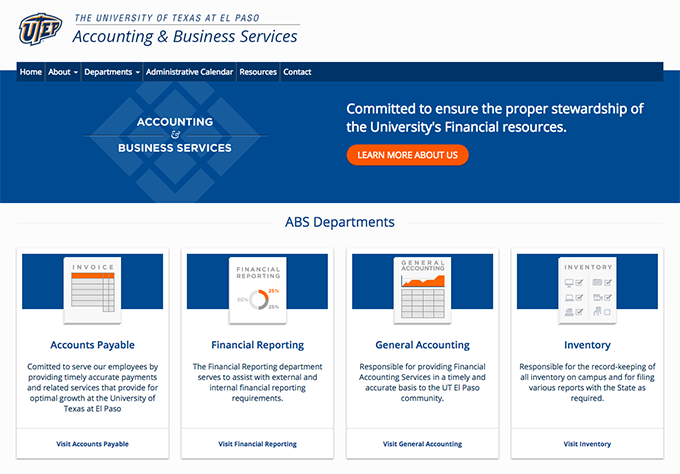 UTEP
THE UNIVERSITY OF TEXAS AT EL PASO
Accounting & Business Services
Home About Departments Administrative Calendar Resources Contact
ACCOUNTING
&
BUSINESS SERVICES
Committed to ensure the proper stewardship of
the University's Financial resources.
LEARN MORE ABOUT US
ABS Departments
INVOICE
Accounts Payable
Comitted to serve our employees by
providing timely accurate payments
and related services that provide for
optimal growth at the University of
Texas at El Paso
Visit Accounts Payable
FINANCIAL
REPORTING
25%
50%
25%
Financial Reporting
The Financial Reporting department
serves to assist with external and
internal financial reporting
requirements.
Visit Financial Reporting
GENERAL
ACCOUNTING
General Accounting
Responsible for providing Financial
Accounting Services in a timely and
accurate basis to the UT El Paso
community.
Visit General Accounting
INVENTORY
Inventory
Responsible for the record-keeping of
all inventory on campus and for filing
various reports with the State as
required.
Visit Inventory